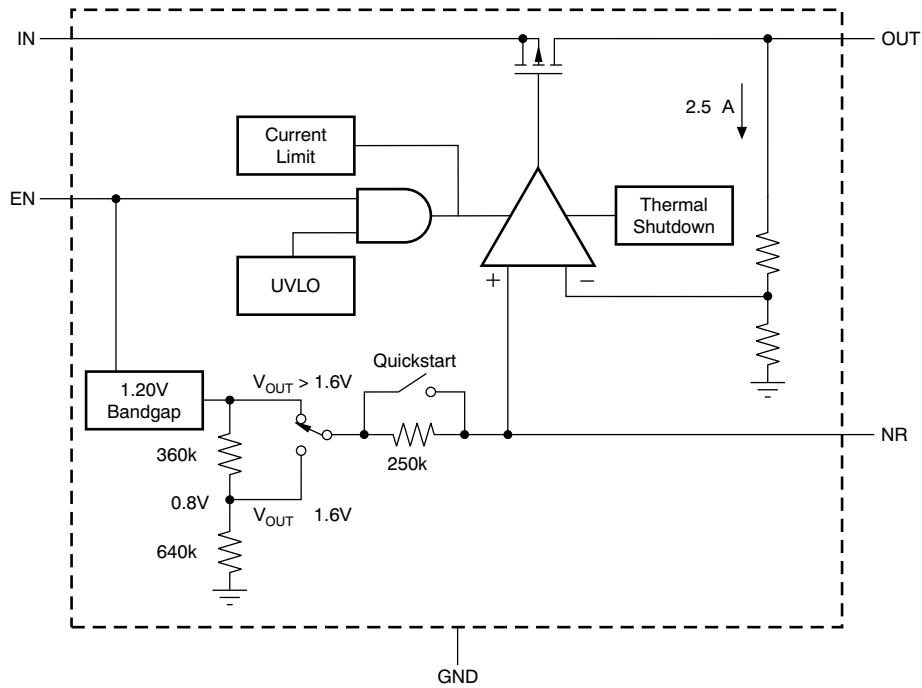 IN
OUT
2.5 A
Current
Limit
EN
Thermal
Shutdown
UVLO
+
−
Quickstart
VOUT > 1.6V
1.20V
Bandgap
NR
360k
250k
0.8V
VOUT 1.6V
640k
GND